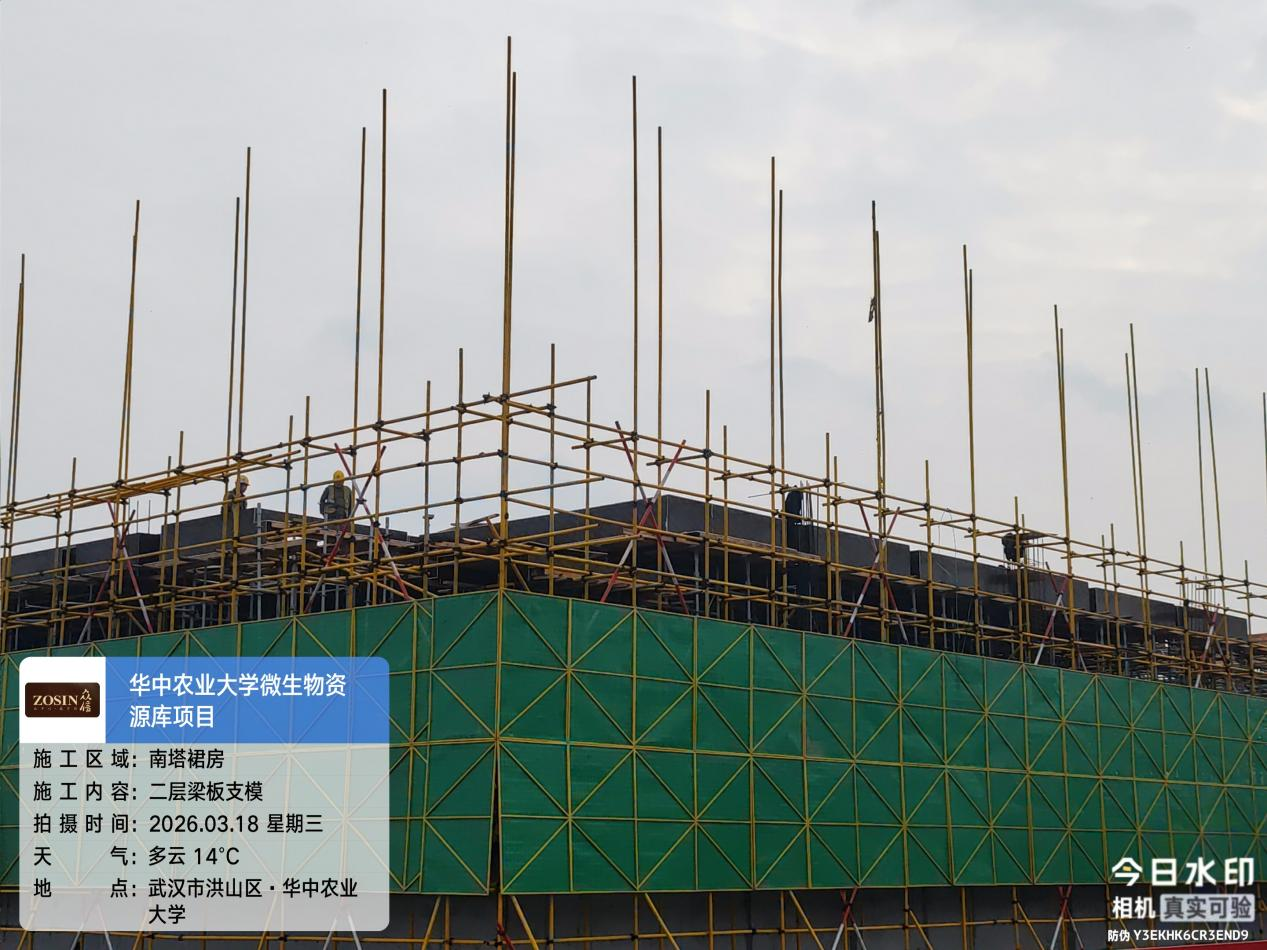 华中农业大学微生物资
源库项目
ZOSIN 众信
施工区域：南塔裙房
施工内容：二层梁板支模
拍摄时间：2026.03.18 星期三
天气：多云 14℃
地点：武汉市洪山区·华中农业
大学
今日水印
相机 真实可验
防伪 Y3EKHK6CR3END9